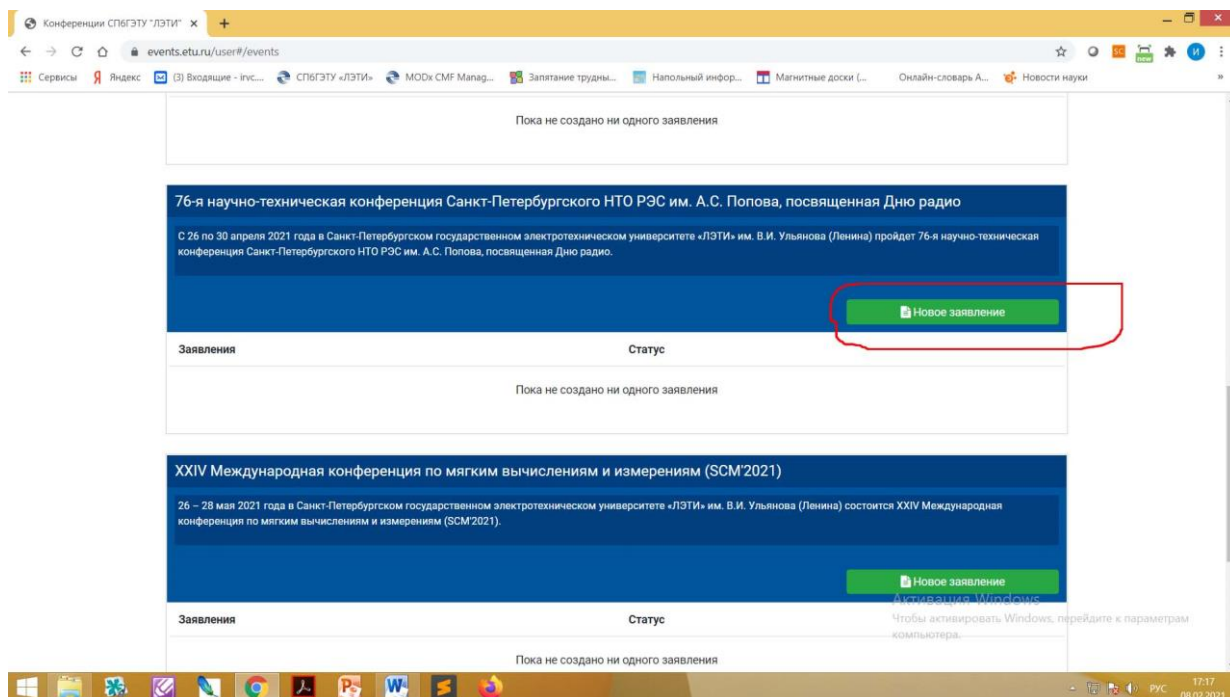 Конференции СПбГЭТУ "ЛЭТИ"
events.etu.ru/user#/events
Сервисы Яндекс (3) Входящие - irvc.... СПбГЭТУ «ЛЭТИ» MODx CMF Manag... Запятание трудны... Напольный инфор... Магнитные доски (... Онлайн-словарь А... Новости науки
Пока не создано ни одного заявления
76-я научно-техническая конференция Санкт-Петербургского НТО РЭС им. А.С. Попова, посвященная Дню радио
С 26 по 30 апреля 2021 года в Санкт-Петербургском государственном электротехническом университете «ЛЭТИ» им. В.И. Ульянова (Ленина) пройдет 76-я научно-техническая
конференция Санкт-Петербургского НТО РЭС им. А.С. Попова, посвященная Дню радио.
Новое заявление
Заявления Статус
Пока не создано ни одного заявления
XXIV Международная конференция по мягким вычислениям и измерениям (SCM'2021)
26 – 28 мая 2021 года в Санкт-Петербургском государственном электротехническом университете «ЛЭТИ» им. В.И. Ульянова (Ленина) состоится XXIV Международная
конференция по мягким вычислениям и измерениям (SCM'2021).
Новое заявление
Активация Windows
Чтобы активировать Windows, перейдите к параметрам
компьютера.
Заявления Статус
Пока не создано ни одного заявления
РУС 17:17
08.02.2021